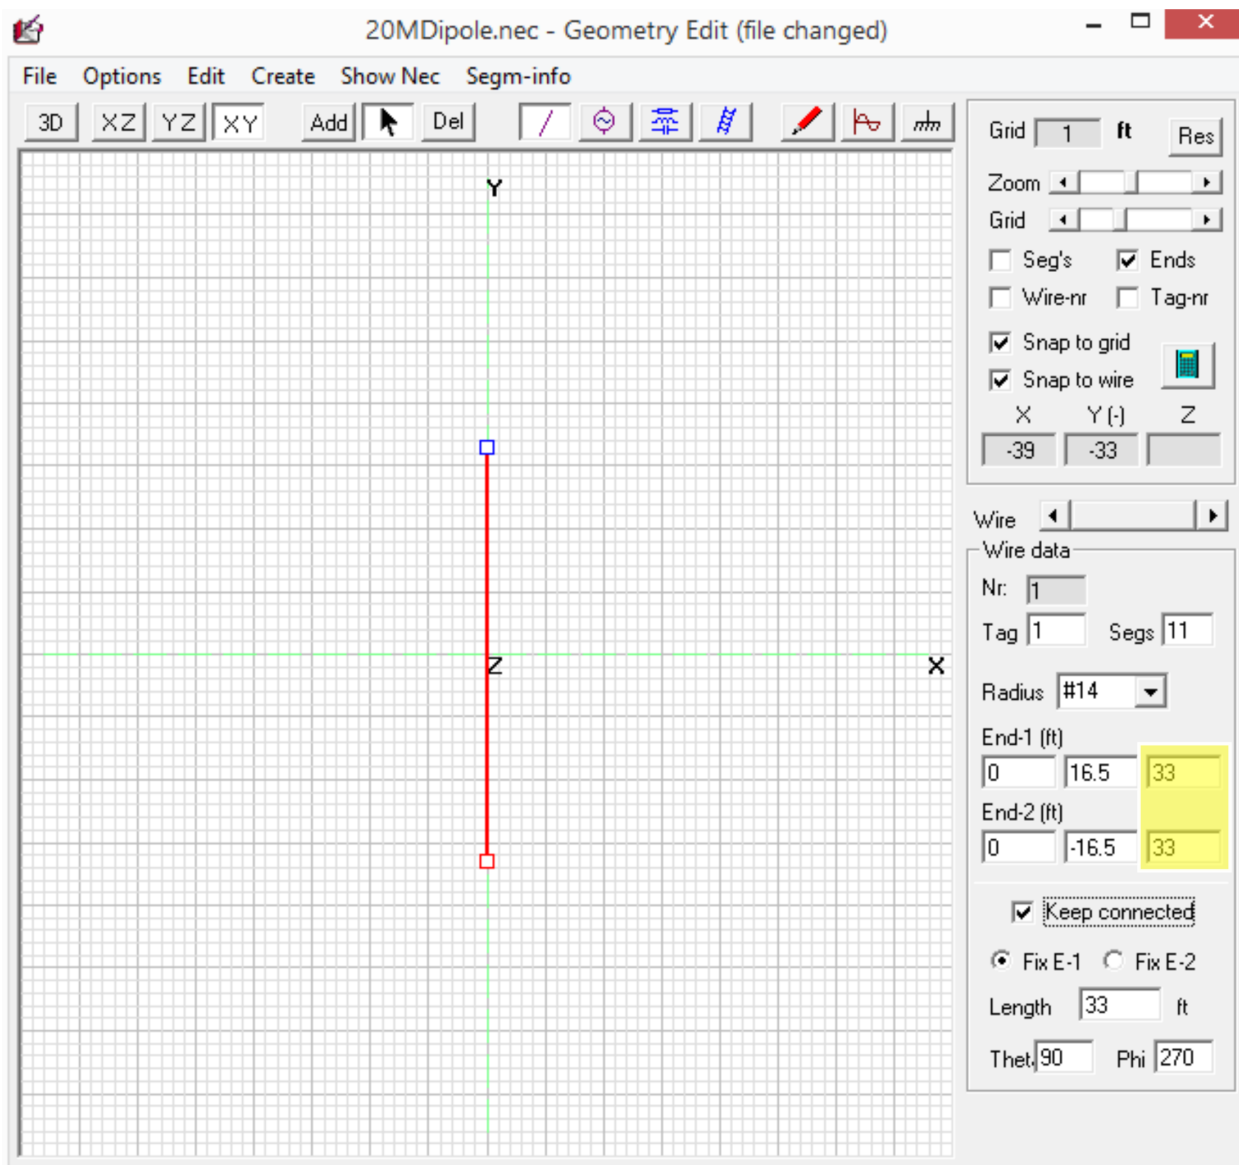 20MDipole.nec - Geometry Edit (file changed)
File Options Edit Create Show Nec Segm-info
3D XZ YZ XY Add Del
Grid 1 ft Res
Zoom
Grid
Seg's Ends
Wire-nr Tag-nr
Snap to grid
Snap to wire
X Y (-) Z
-39 -33
Wire
Wire data
Nr: 1
Tag 1 Segs 11
Radius #14
End-1 (ft)
0 16.5 33
End-2 (ft)
0 -16.5 33
Keep connected
Fix E-1 Fix E-2
Length 33 ft
Thet. 90 Phi 270
Y
Z
X